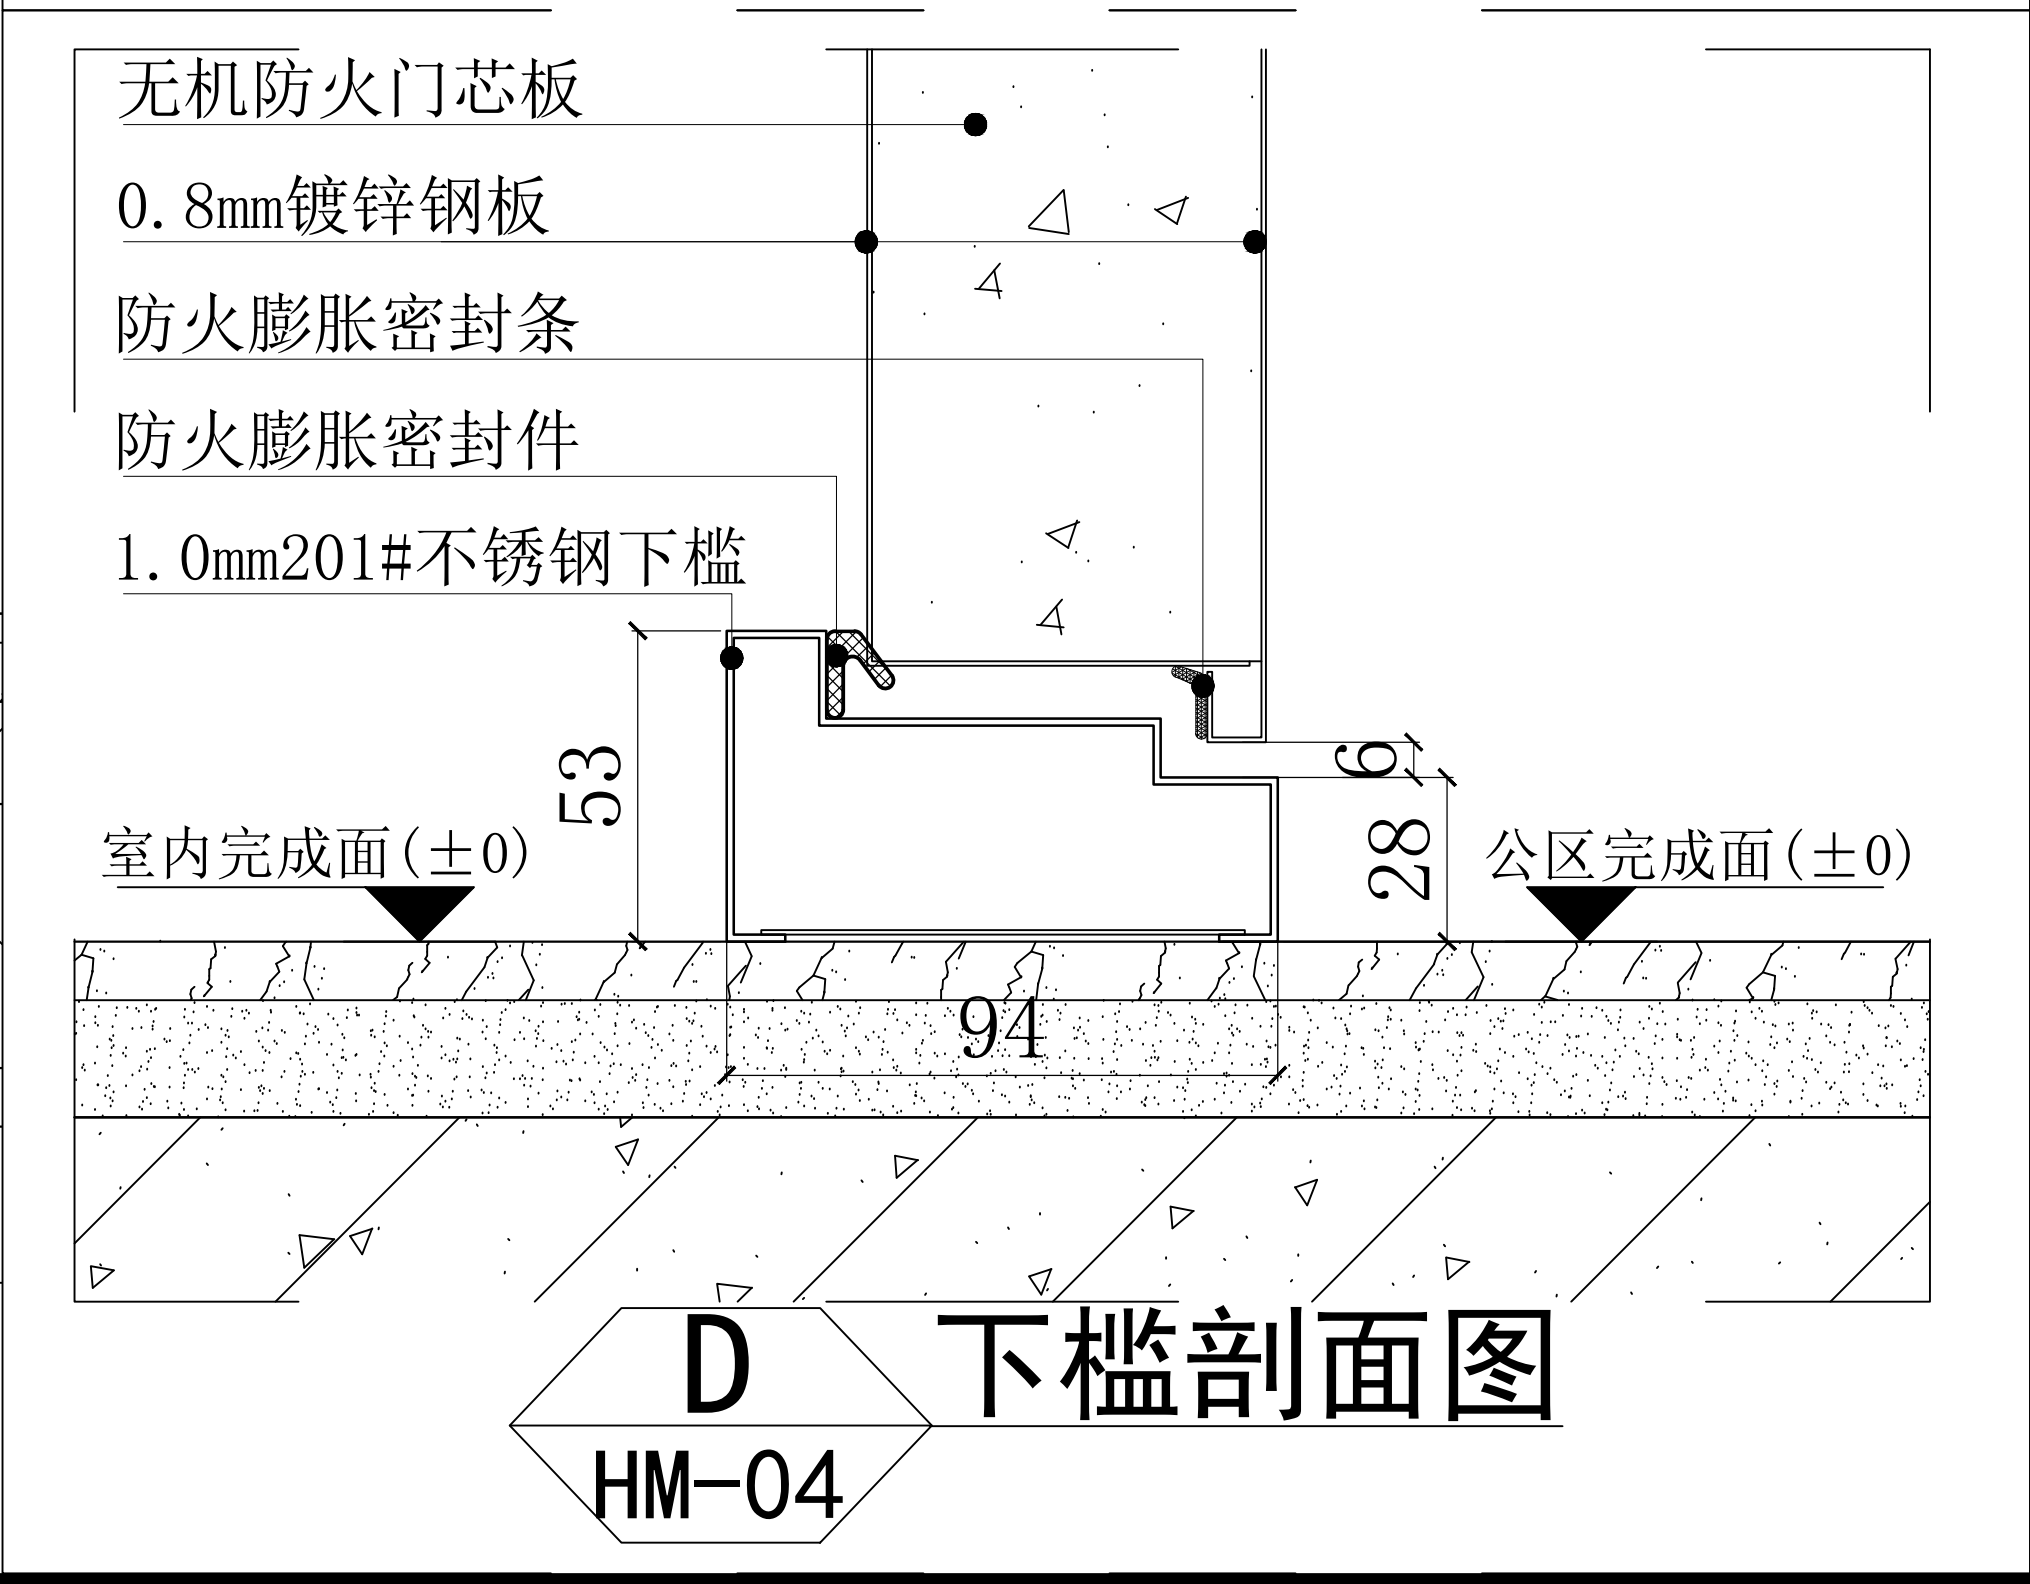 无机防火门芯板
0.8mm镀锌钢板
防火膨胀密封条
防火膨胀密封件
1.0mm201#不锈钢下槛
53
6
28
室内完成面(±0)
公区完成面(±0)
94
D
下槛剖面图
HM-04